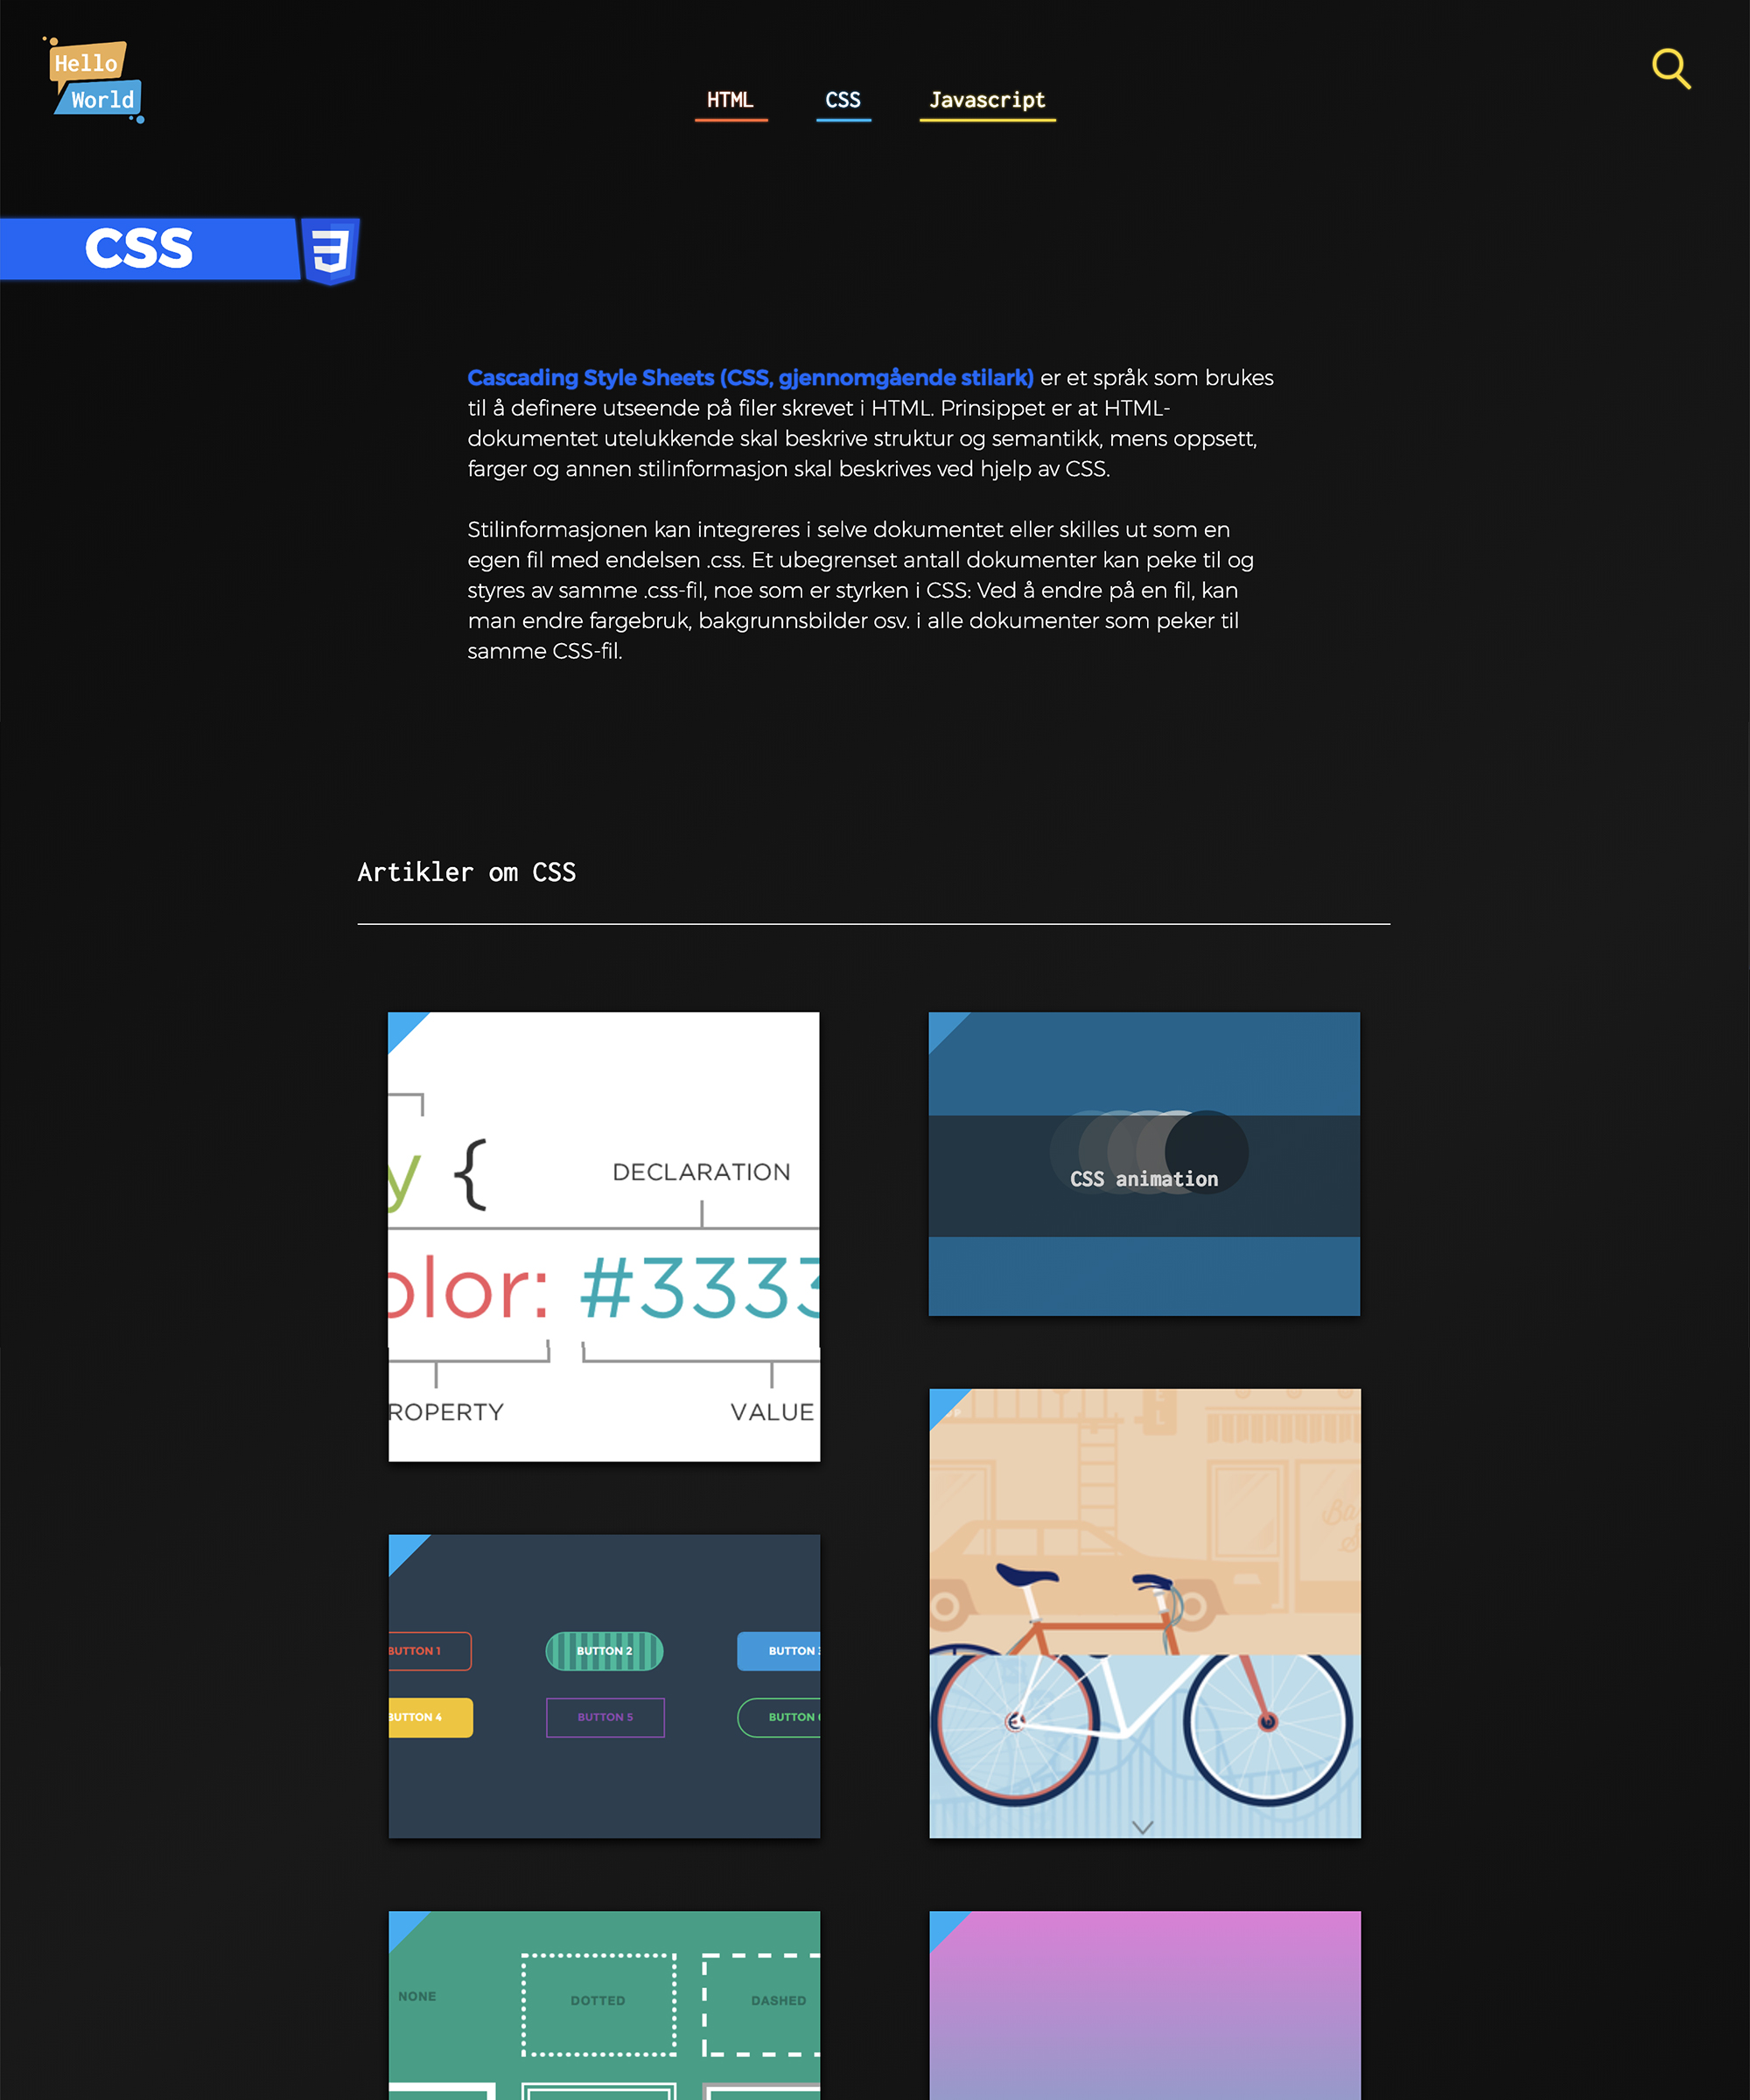 Hello
World
HTML CSS Javascript
CSS
Cascading Style Sheets (CSS, gjennomgående stilark) er et språk som brukes
til å definere utseende på filer skrevet i HTML. Prinsippet er at HTML-
dokumentet utelukkende skal beskrive struktur og semantikk, mens oppsett,
farger og annen stilinformasjon skal beskrives ved hjelp av CSS.
Stilinformasjonen kan integreres i selve dokumentet eller skilles ut som en
egen fil med endelsen .css. Et ubegrenset antall dokumenter kan peke til og
styres av samme .css-fil, noe som er styrken i CSS: Ved å endre på en fil, kan
man endre fargebruk, bakgrunnsbilder osv. i alle dokumenter som peker til
samme CSS-fil.
Artikler om CSS
y {
DECLARATION
olor: #3333
ROPERTY
VALUE
CSS animation
BUTTON 1 BUTTON 2 BUTTON 3
BUTTON 4 BUTTON 5 BUTTON
NONE
DOTTED
DASHED